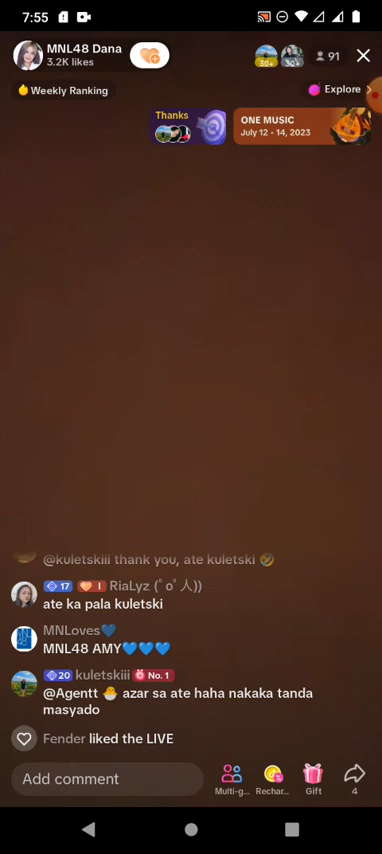 7:55
MNL48 Dana
3.2K likes
30+
30+
91
Weekly Ranking
Explore
Thanks
ONE MUSIC
July 12 - 14, 2023
@kuletskiii thank you, ate kuletski 🤣
17 I RiaLyz (ﾟoﾟ人))
ate ka pala kuletski
MNLoves💙
MNL48 AMY💙💙💙
20 kuletskiii No. 1
@Agentt 🐣 azar sa ate haha nakaka tanda
masyado
Fender liked the LIVE
Add comment
Multi-g...
Rechar...
Gift
4